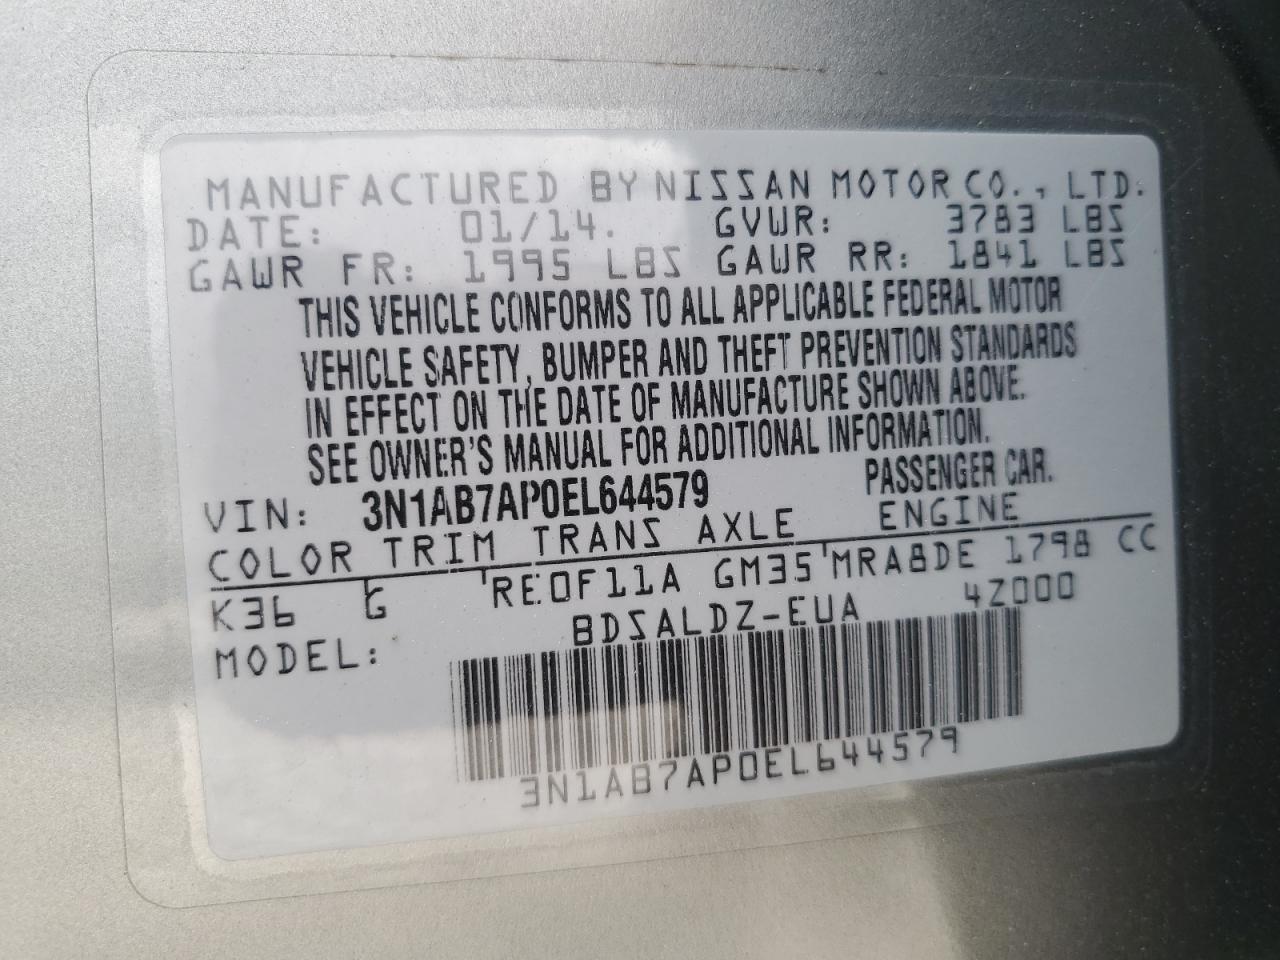 MANUFACTURED BY NISSAN MOTOR CO., LTD.
DATE: 01/14. GVWR: 3783 LBS
GAWR FR: 1995 LBS GAWR RR: 1841 LBS
THIS VEHICLE CONFORMS TO ALL APPLICABLE FEDERAL MOTOR
VEHICLE SAFETY, BUMPER AND THEFT PREVENTION STANDARDS
IN EFFECT ON THE DATE OF MANUFACTURE SHOWN ABOVE.
SEE OWNER'S MANUAL FOR ADDITIONAL INFORMATION.
VIN: 3N1AB7AP0EL644579 PASSENGER CAR.
COLOR TRIM TRANS AXLE ENGINE
K36 G RE0F11A GM35 MRA8DE 1798 CC
MODEL: BDSALDZ-EUA 4Z000
3N1AB7AP0EL644579